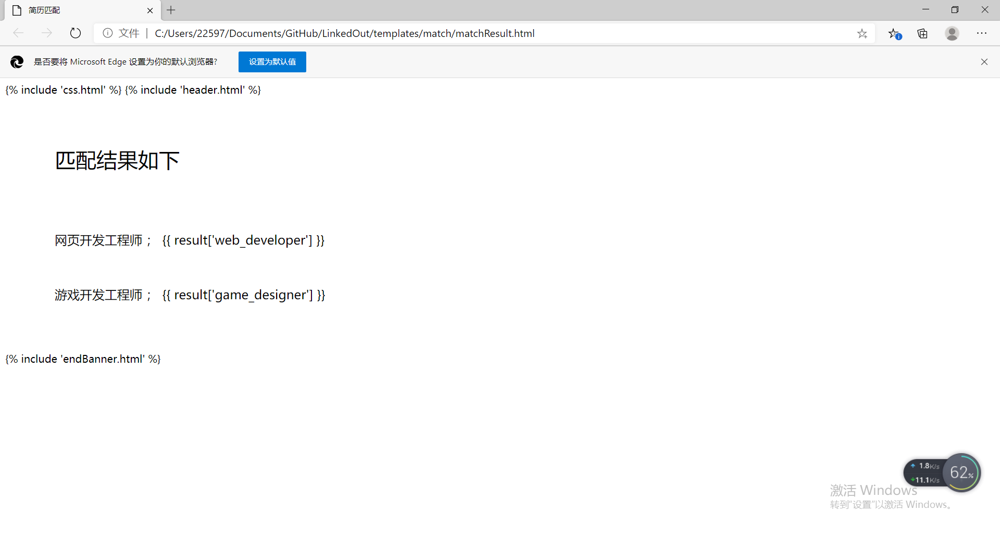 简历匹配
文件 | C:/Users/22597/Documents/GitHub/LinkedOut/templates/match/matchResult.html
是否要将 Microsoft Edge 设置为你的默认浏览器?
设置为默认值
{% include 'css.html' %} {% include 'header.html' %}
匹配结果如下
网页开发工程师； {{ result['web_developer'] }}
游戏开发工程师； {{ result['game_designer'] }}
{% include 'endBanner.html' %}
1.8K/s
11.1K/s
62%
激活 Windows
转到“设置”以激活 Windows。